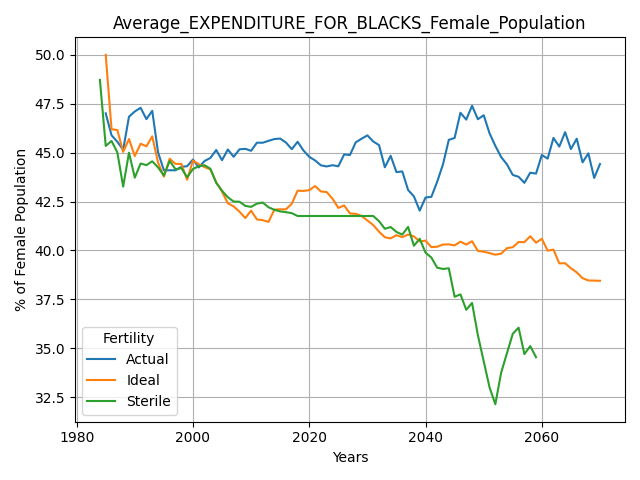 Average_EXPENDITURE_FOR_BLACKS_Female_Population
50.0
47.5
45.0
42.5
40.0
37.5
35.0
32.5
% of Female Population
Fertility
Actual
Ideal
Sterile
1980 2000 2020 2040 2060
Years